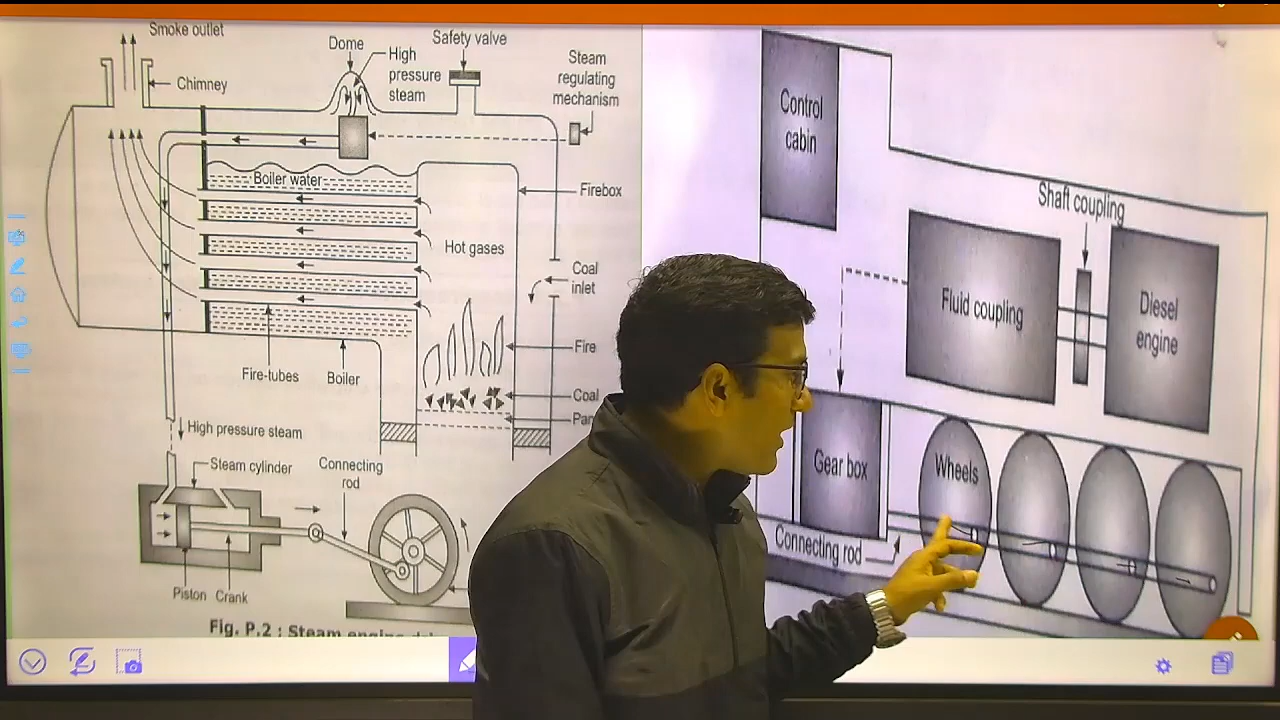 Smoke outlet
Chimney
Dome
High
pressure
steam
Safety valve
Steam
regulating
mechanism
Boiler water
Firebox
Hot gases
Coal
inlet
Fire
Fire-tubes
Boiler
Coal
High pressure steam
Steam cylinder
Connecting
rod
Piston
Crank
Fig. P.2 : Steam
Control
cabin
Shaft coupling
Fluid coupling
Diesel
engine
Gear box
Wheels
Connecting rod